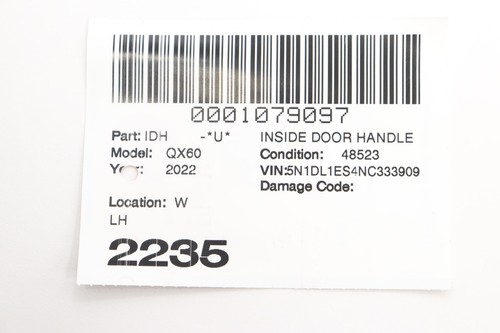 0001079097
Part: IDH -*U* INSIDE DOOR HANDLE
Model: QX60 Condition: 48523
Year: 2022 VIN:5N1DL1ES4NC333909
Damage Code:
Location: W
LH
2235